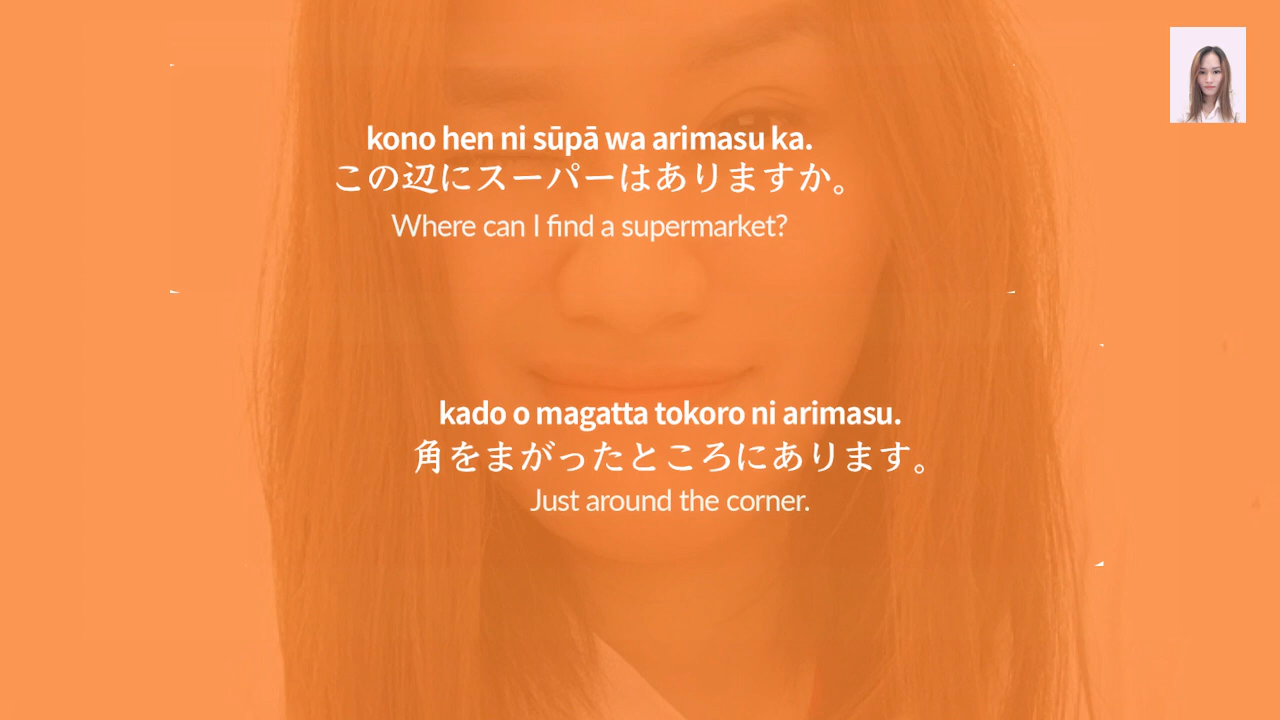 kono hen ni sūpā wa arimasu ka.
この辺にスーパーはありますか。
Where can I find a supermarket?
kado o magatta tokoro ni arimasu.
角をまがったところにあります。
Just around the corner.